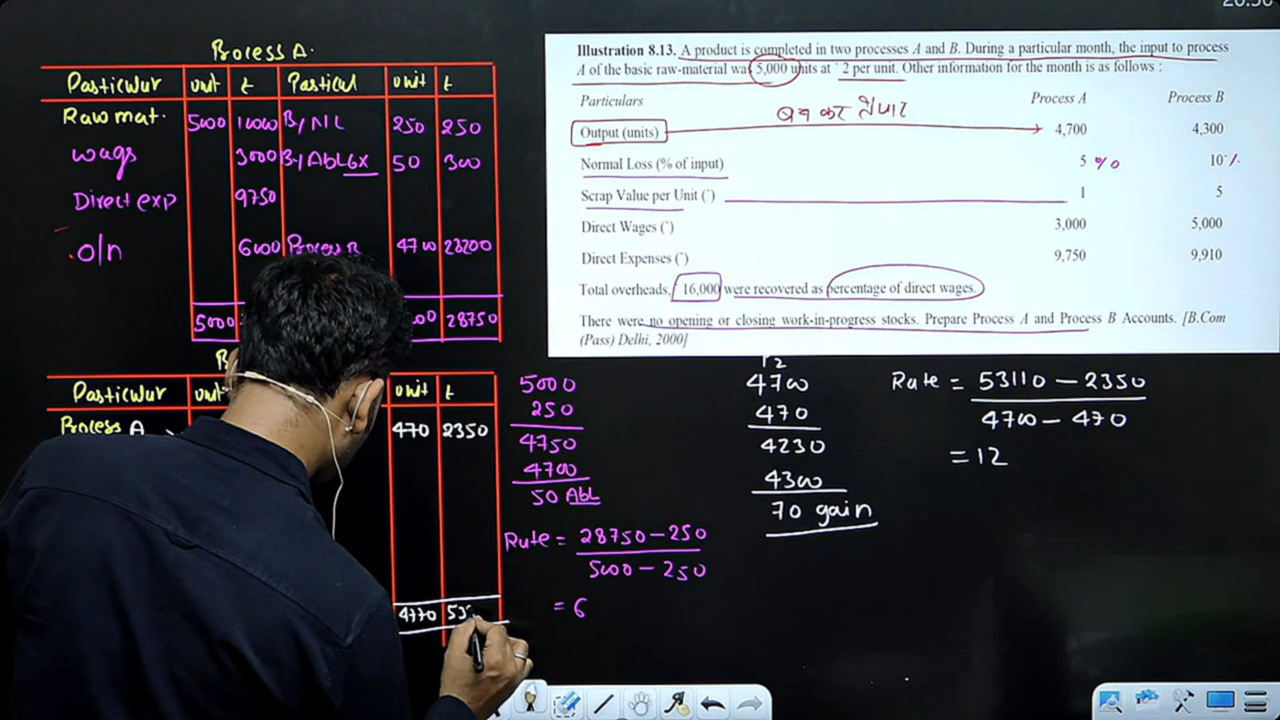 Process A.
Particular unit ₹ Particul unit ₹
Raw mat. 5000 10000 B/ N/L 250 250
wags 3000 B/ AbL 6x 50 300
Direct exp 9750
O/n 6000 Process B 4700 28200
5000 28750
Particular unit ₹
Process A 470 2350
4770
5000
250
4750
4700
50 AbL
Rate = 28750 - 250
5000 - 250
= 6
4700
470
4230
4300
70 gain
Rate = 53110 - 2350
4700 - 470
= 12
Illustration 8.13. A product is completed in two processes A and B. During a particular month, the input to process
A of the basic raw-material was 5,000 units at ` 2 per unit. Other information for the month is as follows :
Particulars Process A Process B
Output (units) 4,700 4,300
Normal Loss (% of input) 5 % 10 %
Scrap Value per Unit (`) 1 5
Direct Wages (`) 3,000 5,000
Direct Expenses (`) 9,750 9,910
Total overheads, 16,000 were recovered as percentage of direct wages.
There were no opening or closing work-in-progress stocks. Prepare Process A and Process B Accounts. [B.Com
(Pass) Delhi, 2000]